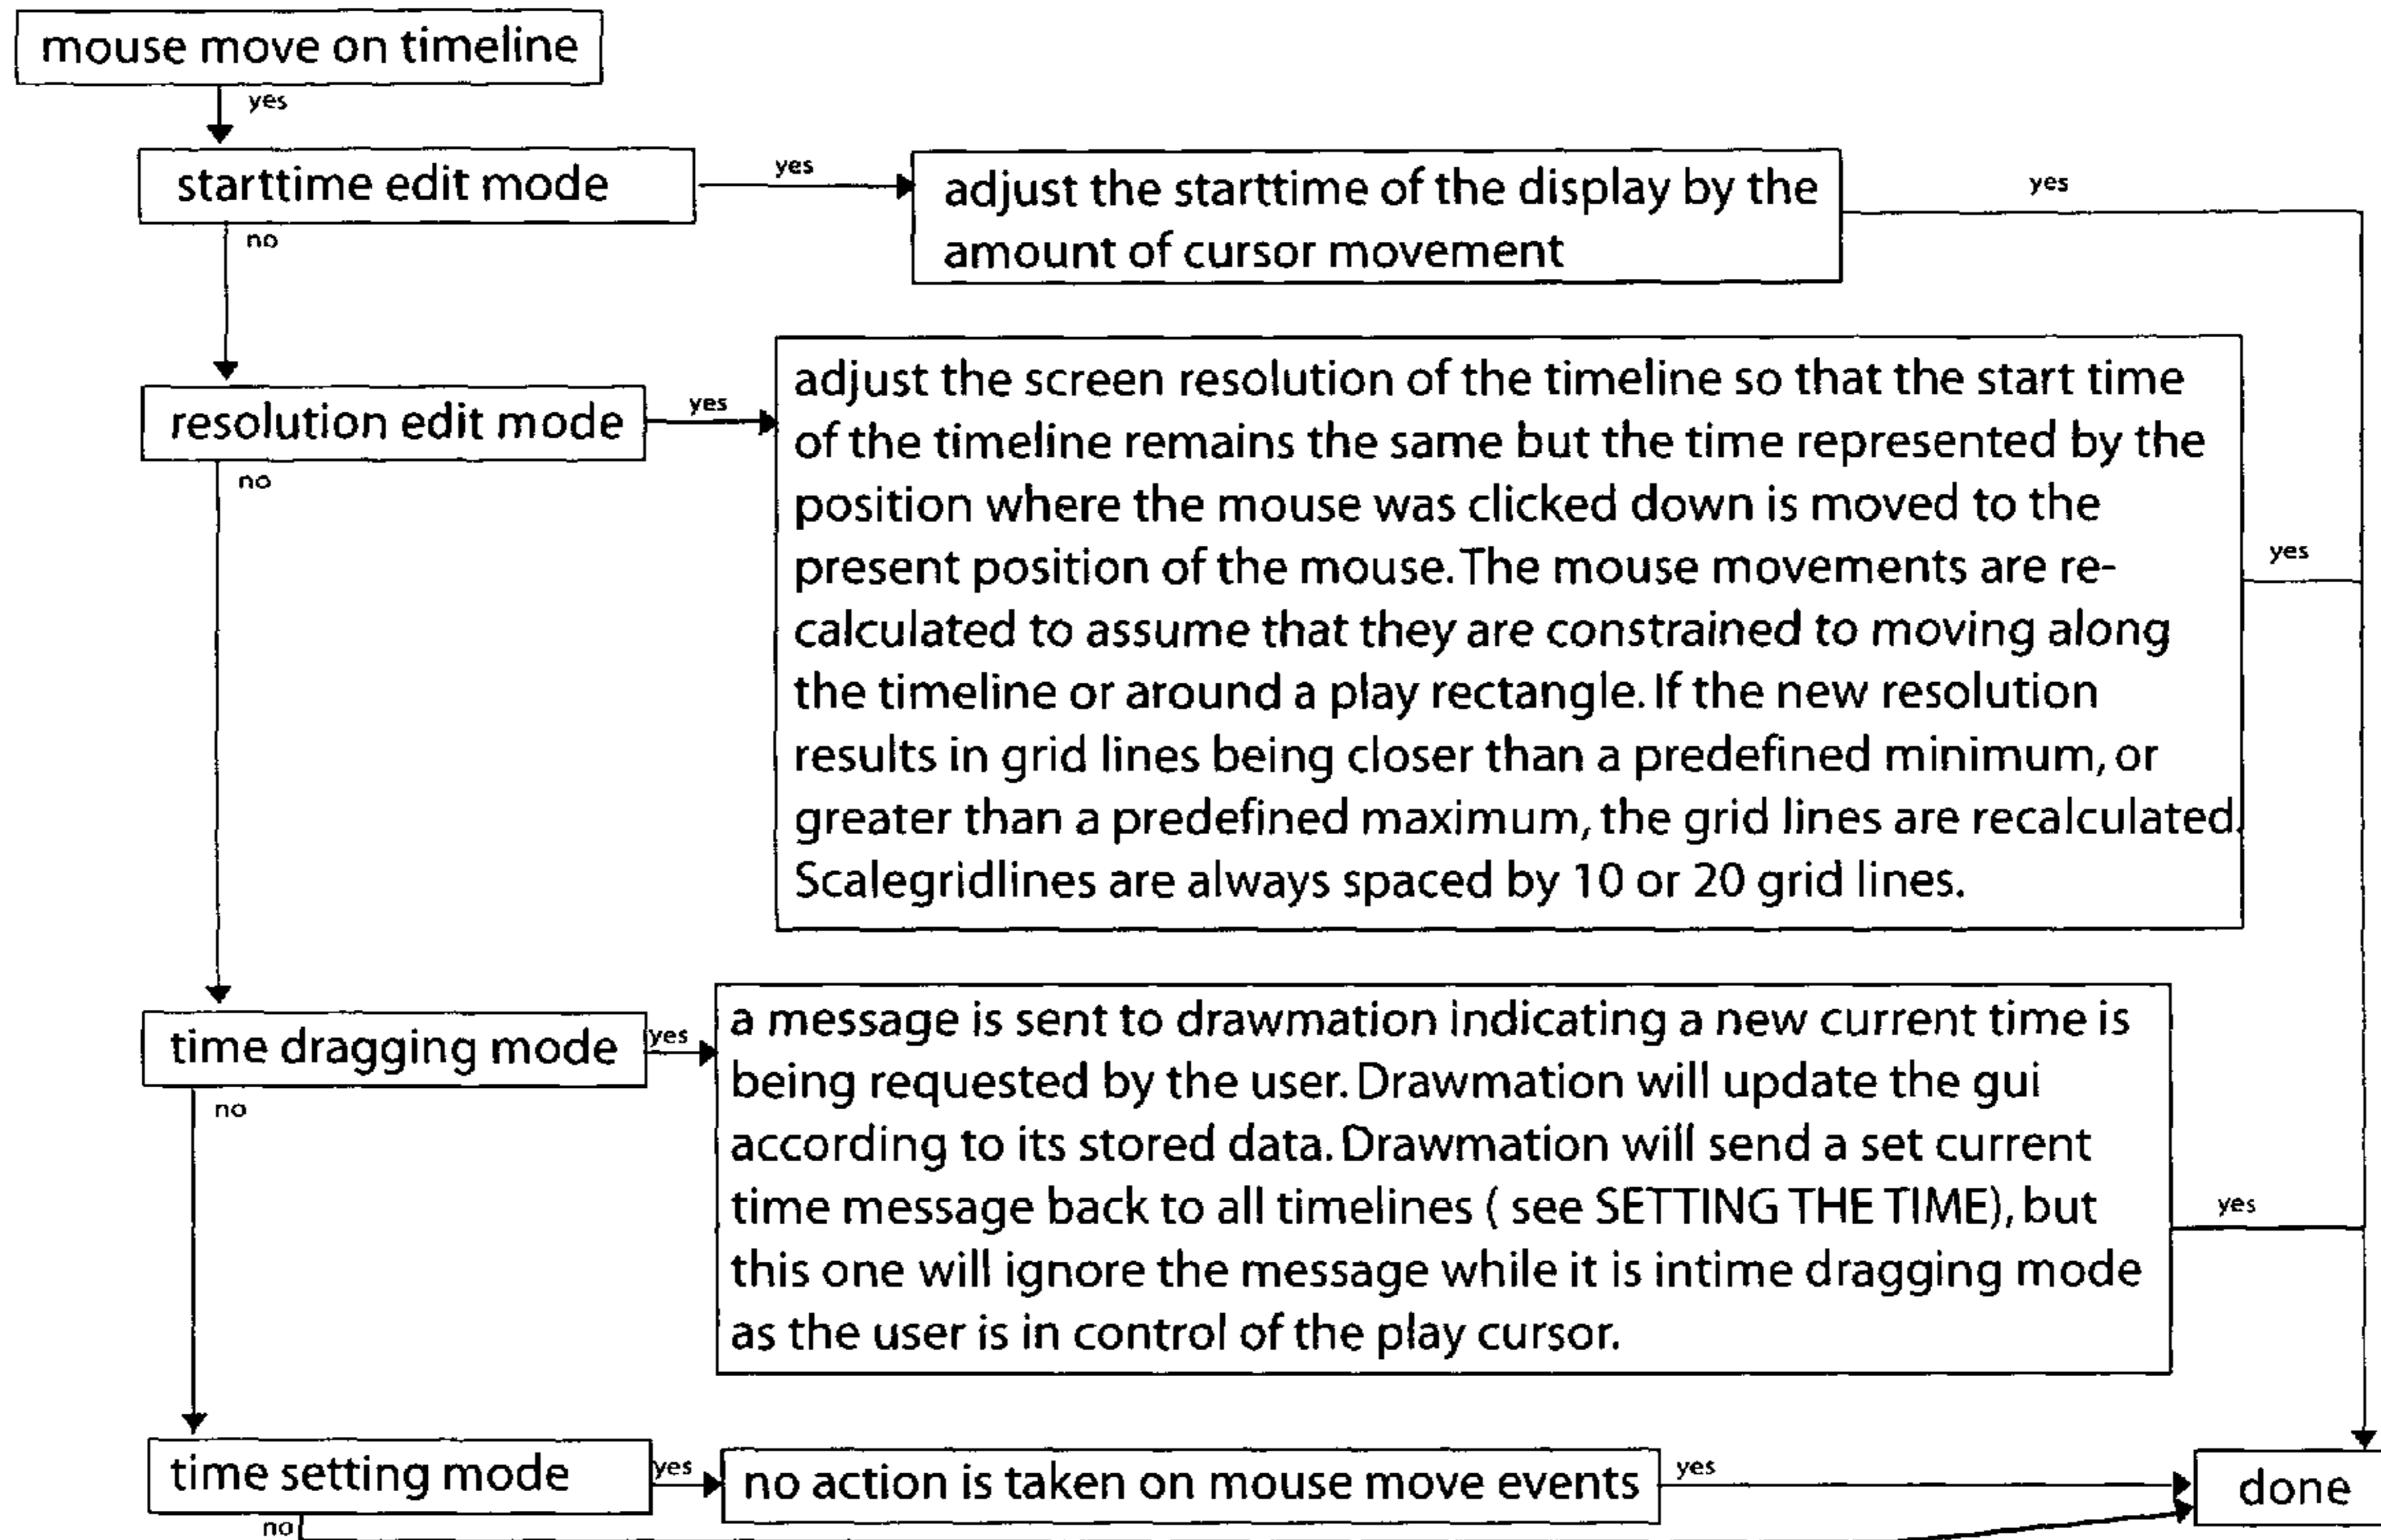 mouse move on timeline
yes
starttime edit mode
yes
adjust the starttime of the display by the
amount of cursor movement
yes
no
resolution edit mode
yes
adjust the screen resolution of the timeline so that the start time
of the timeline remains the same but the time represented by the
position where the mouse was clicked down is moved to the
present position of the mouse. The mouse movements are re-
calculated to assume that they are constrained to moving along
the timeline or around a play rectangle. If the new resolution
results in grid lines being closer than a predefined minimum, or
greater than a predefined maximum, the grid lines are recalculated.
Scalegridlines are always spaced by 10 or 20 grid lines.
yes
no
time dragging mode
yes
a message is sent to drawmation indicating a new current time is
being requested by the user. Drawmation will update the gui
according to its stored data. Drawmation will send a set current
time message back to all timelines ( see SETTING THE TIME), but
this one will ignore the message while it is intime dragging mode
as the user is in control of the play cursor.
yes
no
time setting mode
yes
no action is taken on mouse move events
yes
done
no